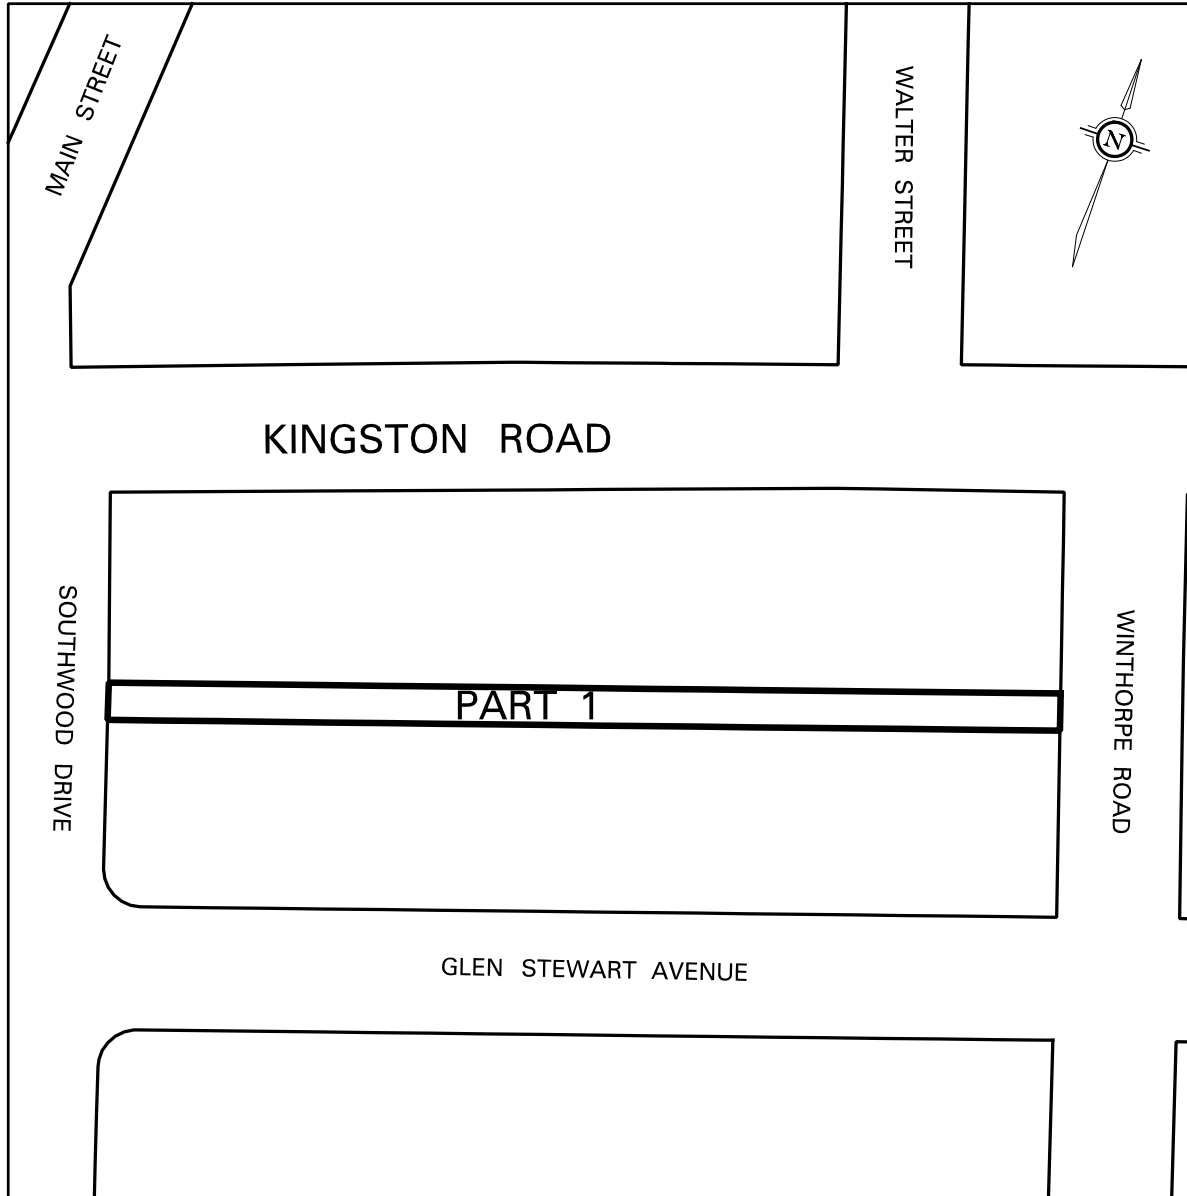 MAIN STREET
WALTER STREET
N
KINGSTON ROAD
SOUTHWOOD DRIVE
PART 1
WINTHORPE ROAD
GLEN STEWART AVENUE